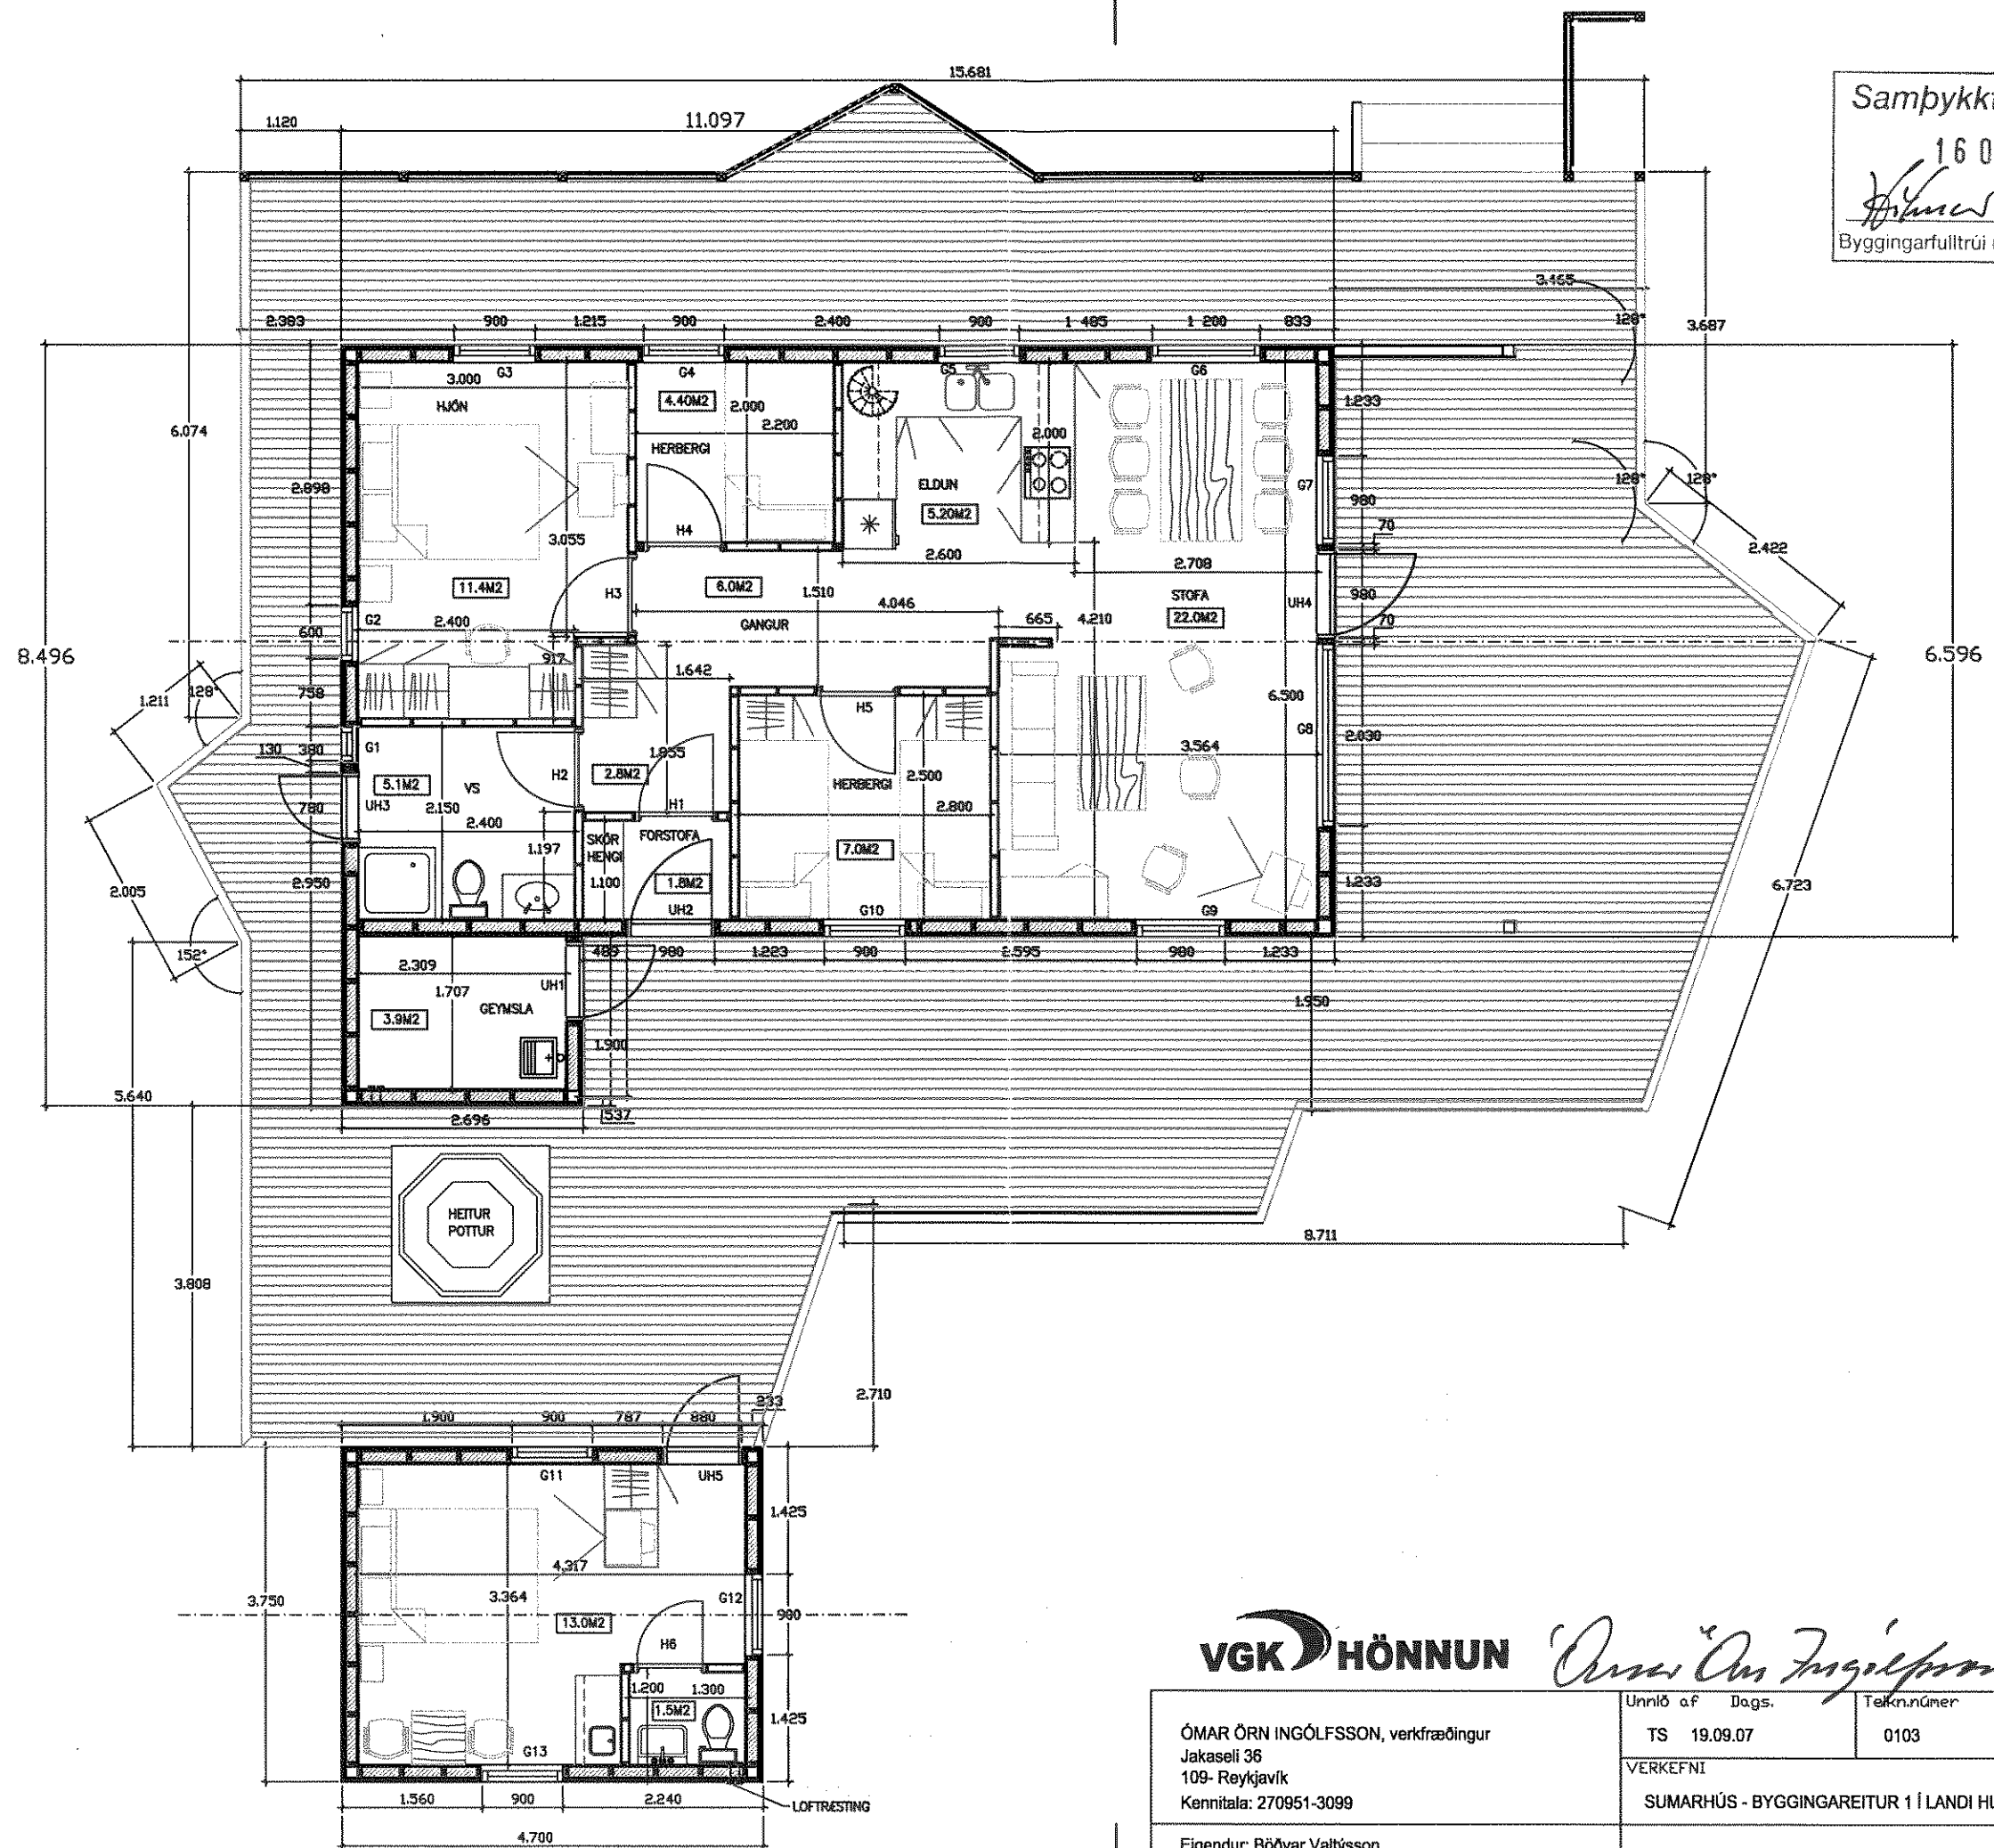 15.681
1.120
11.097
Samþykkt
16 0
Byggingarfulltrúi
3.465
128°
3.687
2.383 900 1.215 900 2.400 900 1 485 1 200 833
8.496
6.596
6.074
G3 G4 G5 G6
3.000
HJÓN
4.40M2
2.000
2.200
HERBERGI
2.000
1.233
2.898
ELDUN
5.20M2
G7
128° 128°
980
H4
70
3.055
2.600
2.422
11.4M2
H3
6.0M2
1.510
2.708
4.046
STOFA
22.0M2
UH4
980
G2
2.400
GANGUR
665
4.210
70
600
917
1.642
758
128°
1.211
6.500
H5
G1
G8
130 380
1.955
3.564
2.030
5.1M2
VS
H2
2.8M2
HERBERGI
2.500
UH3
2.150
H1
2.800
780
2.400
FORSTOFA
SKÓR
HENGI
1.197
7.0M2
2.950
1.100
1.8M2
1.233
2.005
6.723
UH2
G10
G9
152°
489 980 1.223 900 2.595 980 1.233
2.309
1.707
UH1
3.9M2
GEYMSLA
1.950
1.900
5.640
2.696
537
HEITUR
POTTUR
8.711
3.808
2.710
233
1.900 900 787 880
G11
UH5
1.425
4.317
3.750
3.364
G12
13.0M2
980
H6
1.200 1.300
1.5M2
1.425
G13
1.560 900 2.240
LOFTRÆSTING
4.700
VGK HÖNNUN
Ómar Örn Ingólfsson
ÓMAR ÖRN INGÓLFSSON, verkfræðingur
Jakaseli 36
109- Reykjavík
Kennitala: 270951-3099
Unnið af Dags.
TS 19.09.07
Teikn.númer
0103
VERKEFNI
SUMARHÚS - BYGGINGAREITUR 1 Í LANDI HU
Eigendur: Böðvar Valtýsson